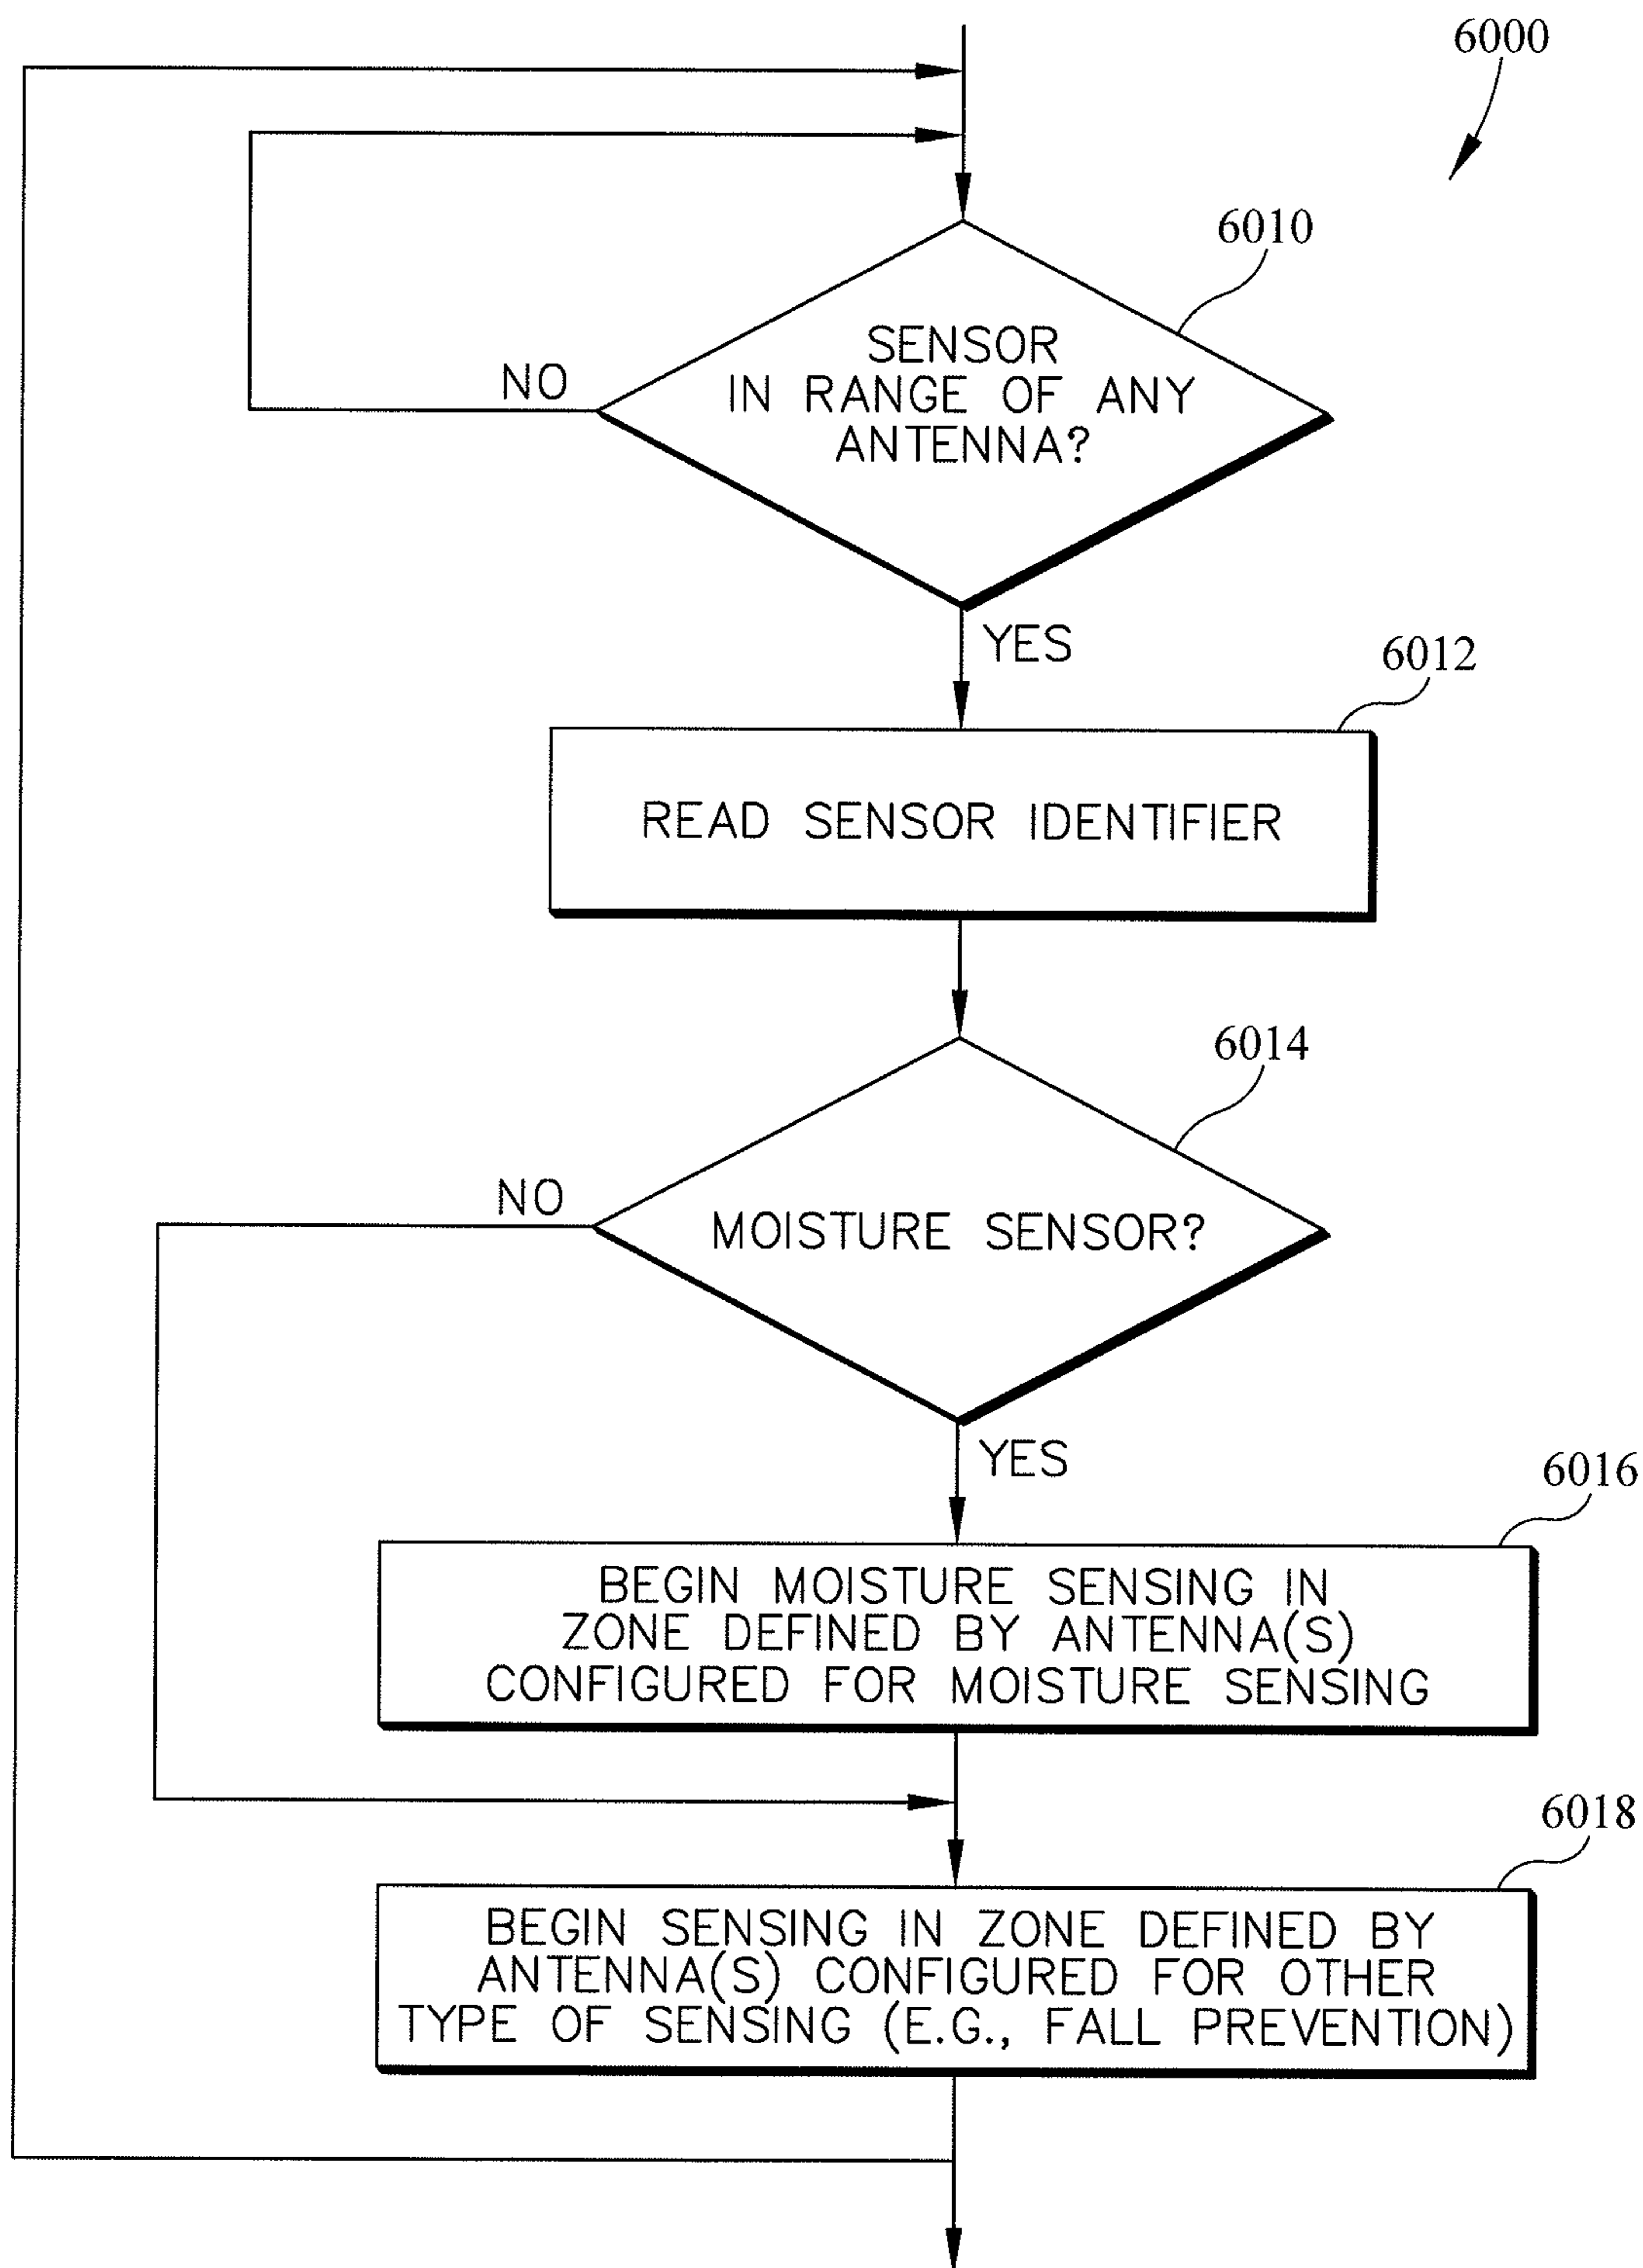 6000
6010
SENSOR
IN RANGE OF ANY
ANTENNA?
NO
YES
6012
READ SENSOR IDENTIFIER
6014
NO
MOISTURE SENSOR?
YES
6016
BEGIN MOISTURE SENSING IN
ZONE DEFINED BY ANTENNA(S)
CONFIGURED FOR MOISTURE SENSING
6018
BEGIN SENSING IN ZONE DEFINED BY
ANTENNA(S) CONFIGURED FOR OTHER
TYPE OF SENSING (E.G., FALL PREVENTION)